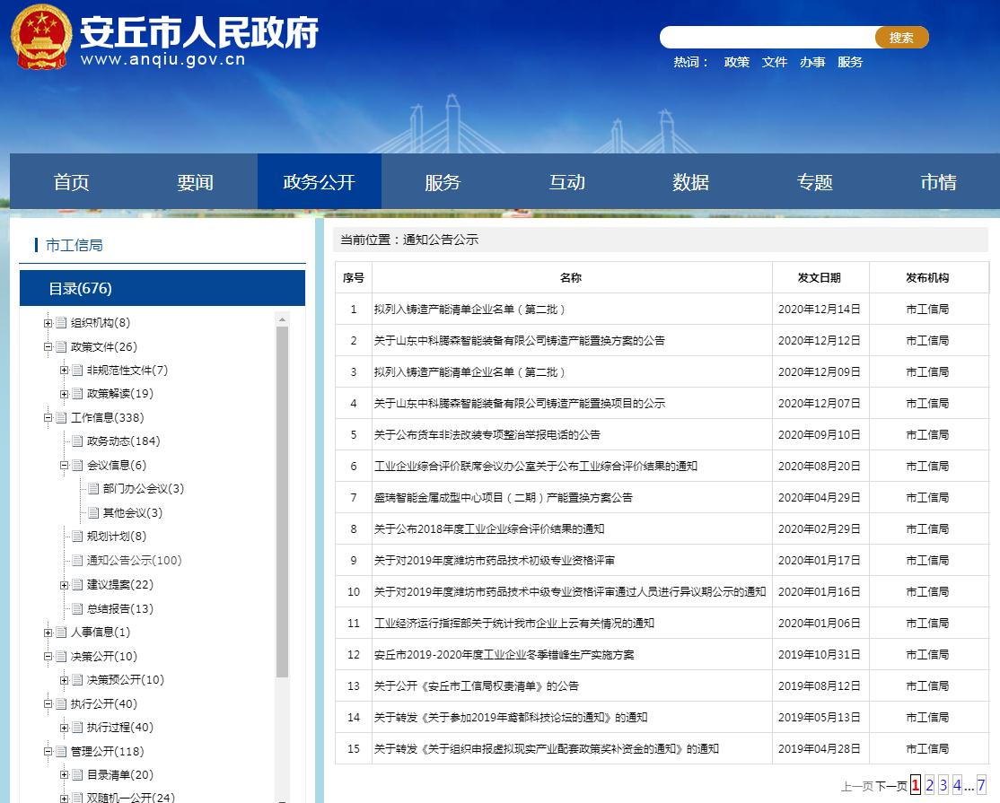 安丘市人民政府
www.anqiu.gov.cn
搜索
热词： 政策 文件 办事 服务
首页 要闻 政务公开 服务 互动 数据 专题 市情
市工信局
目录(676)
组织机构(8)
政策文件(26)
非规范性文件(7)
政策解读(19)
工作信息(338)
政务动态(184)
会议信息(6)
部门办公会议(3)
其他会议(3)
规划计划(8)
通知公告公示(100)
建议提案(22)
总结报告(13)
人事信息(1)
决策公开(10)
决策预公开(10)
执行公开(40)
执行过程(40)
管理公开(118)
目录清单(20)
双随机一公开(24)
当前位置：通知公告公示
序号 名称 发文日期 发布机构
1 拟列入铸造产能清单企业名单（第二批） 2020年12月14日 市工信局
2 关于山东中科腾森智能装备有限公司铸造产能置换方案的公告 2020年12月12日 市工信局
3 拟列入铸造产能清单企业名单（第二批） 2020年12月09日 市工信局
4 关于山东中科腾森智能装备有限公司铸造产能置换项目的公示 2020年12月07日 市工信局
5 关于公布货车非法改装专项整治举报电话的公告 2020年09月10日 市工信局
6 工业企业综合评价联席会议办公室关于公布工业综合评价结果的通知 2020年08月20日 市工信局
7 盛瑞智能金属成型中心项目（二期）产能置换方案公告 2020年04月29日 市工信局
8 关于公布2018年度工业企业综合评价结果的通知 2020年02月29日 市工信局
9 关于对2019年度潍坊市药品技术初级专业资格评审 2020年01月17日 市工信局
10 关于对2019年度潍坊市药品技术中级专业资格评审通过人员进行异议期公示的通知 2020年01月16日 市工信局
11 工业经济运行指挥部关于统计我市企业上云有关情况的通知 2020年01月06日 市工信局
12 安丘市2019-2020年度工业企业冬季错峰生产实施方案 2019年10月31日 市工信局
13 关于公开《安丘市工信局权责清单》的公告 2019年08月12日 市工信局
14 关于转发《关于参加2019年鸢都科技论坛的通知》的通知 2019年05月13日 市工信局
15 关于转发《关于组织申报虚拟现实产业配套政策奖补资金的通知》的通知 2019年04月28日 市工信局
上一页 下一页 1 2 3 4 ... 7